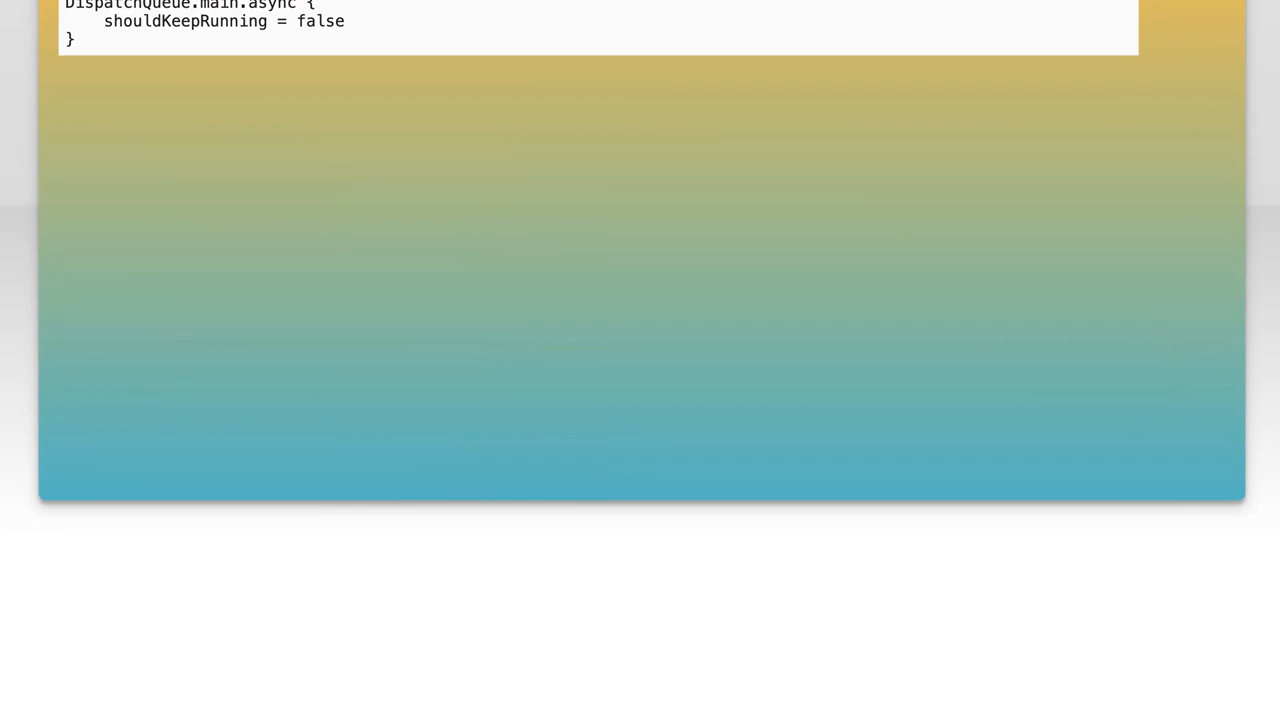 DispatchQueue.main.async {
    shouldKeepRunning = false
}